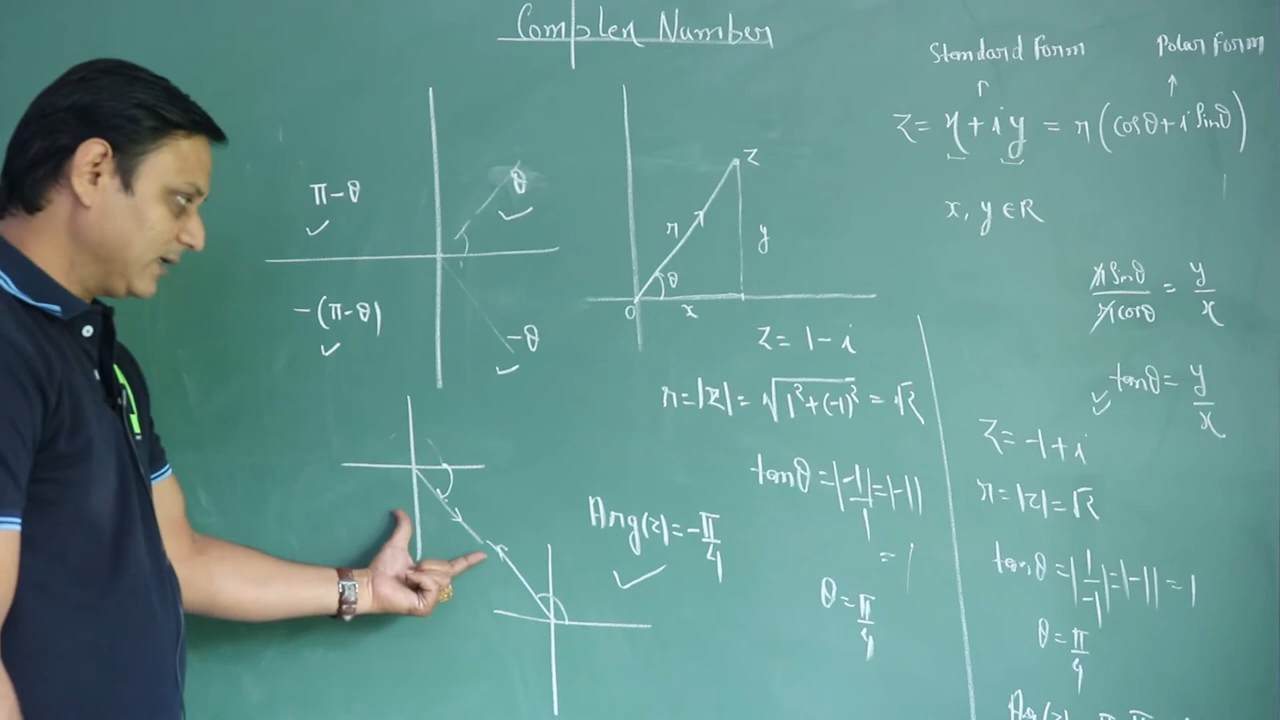 Complex Number
π-θ
θ
-(π-θ)
-θ
z
r
θ
y
0
x
Standard Form
Polar Form
z = x + iy = r(cosθ + i sinθ)
x, y ∈ R
r sinθ / r cosθ = y/x
tanθ = y/x
z = 1 - i
r = |z| = √(1² + (-1)²) = √2
tanθ = |-1/1| = |-1|
= 1
θ = π/4
Arg(z) = -π/4
z = -1 + i
r = |z| = √2
tanθ = |1/-1| = |-1| = 1
θ = π/4
Arg(z)